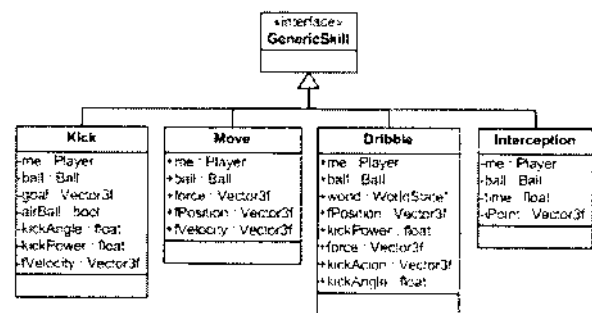 «interface»
GenericSkill
Kick
-me : Player
-ball : Ball
-goal : Vector3f
-airBall : bool
-kickAngle : float
-kickPower : float
-fVelocity : Vector3f
Move
+me : Player
+ball : Ball
+force : Vector3f
+fPosition : Vector3f
+fVelocity : Vector3f
Dribble
+me : Player
+ball : Ball
+world : WorldState*
+fPosition : Vector3f
+kickPower : float
+force : Vector3f
+kickAcion : Vector3f
+kickAngle : float
Interception
-me : Player
-ball : Ball
-time : float
-iPoint : Vector3f